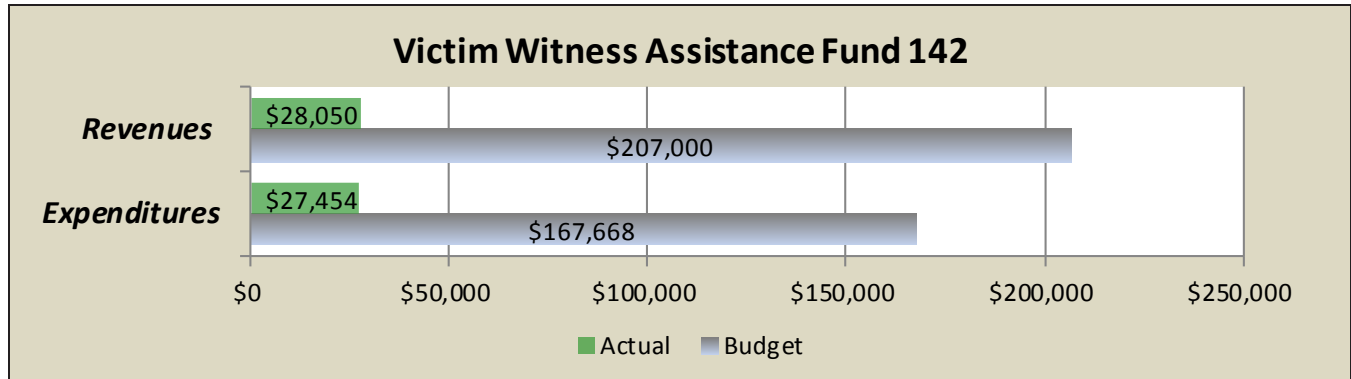 Victim Witness Assistance Fund 142
Revenues
$28,050
$207,000
Expenditures
$27,454
$167,668
$0 $50,000 $100,000 $150,000 $200,000 $250,000
Actual Budget